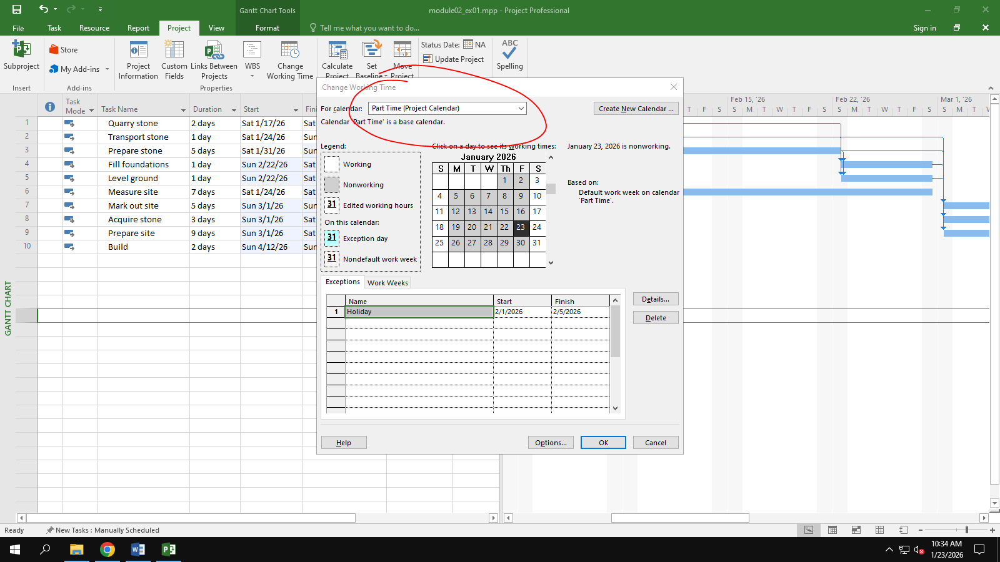 Gantt Chart Tools
module02_ex01.mpp - Project Professional
File Task Resource Report Project View Format Tell me what you want to do... Sign in
Subproject
Store
My Add-ins
Project Information
Custom Fields
Links Between Projects
WBS
Change Working Time
Calculate Project
Set Baseline
Move Project
Status Date: NA
Update Project
ABC
Spelling
Insert Add-ins Properties
Task Mode Task Name Duration Start
1 Quarry stone 2 days Sat 1/17/26 Sat
2 Transport stone 1 day Sat 1/24/26 Sun
3 Prepare stone 5 days Sat 1/31/26 Sun
4 Fill foundations 1 day Sun 2/22/26 Sat
5 Level ground 1 day Sun 2/22/26 Sat
6 Measure site 7 days Sat 1/24/26 Sat
7 Mark out site 5 days Sun 3/1/26 Sat
8 Acquire stone 3 days Sun 3/1/26 Sat
9 Prepare site 9 days Sun 3/1/26 Sat
10 Build 2 days Sun 4/12/26 Sun
GANTT CHART
Feb 15, '26 Feb 22, '26 Mar 1, '26
T F S S M T W T F S S M T W T F S S M T
Change Working Time
For calendar: Part Time (Project Calendar)
Create New Calendar ...
Calendar 'Part Time' is a base calendar.
Legend:
Working
Nonworking
31 Edited working hours
On this calendar:
31 Exception day
31 Nondefault work week
Click on a day to see its working times:
January 2026
S M T W Th F S
1 2 3
4 5 6 7 8 9 10
11 12 13 14 15 16 17
18 19 20 21 22 23 24
25 26 27 28 29 30 31
January 23, 2026 is nonworking.
Based on:
Default work week on calendar
'Part Time'.
Exceptions Work Weeks
Name Start Finish
1 Holiday 2/1/2026 2/5/2026
Details...
Delete
Help Options... OK Cancel
Ready New Tasks : Manually Scheduled
10:34 AM
1/23/2026